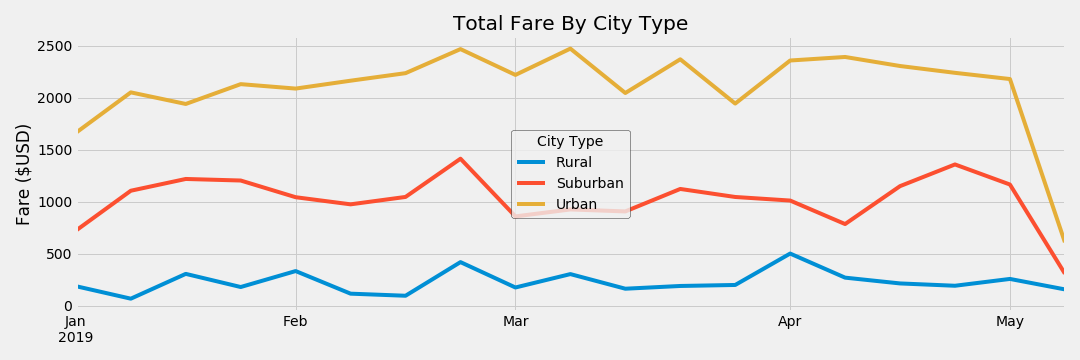 Total Fare By City Type
Fare ($USD)
2500
2000
1500
1000
500
0
City Type
Rural
Suburban
Urban
Jan
2019
Feb
Mar
Apr
May